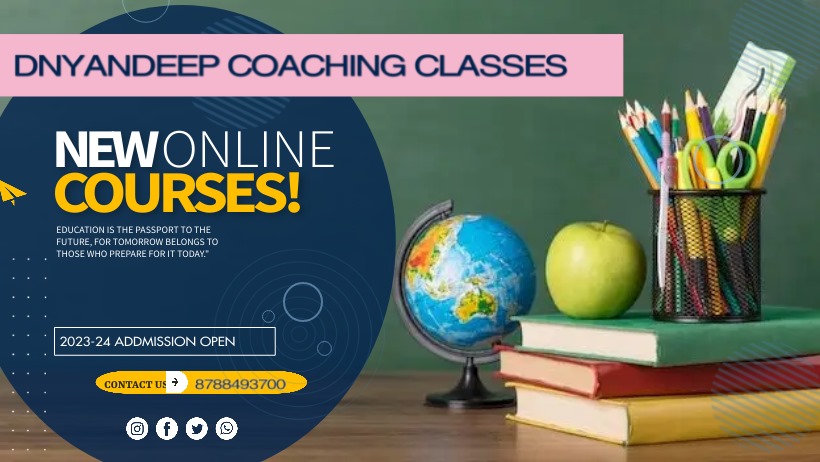 DNYANDEEP COACHING CLASSES
NEW ONLINE
COURSES!
EDUCATION IS THE PASSPORT TO THE
FUTURE, FOR TOMORROW BELONGS TO
THOSE WHO PREPARE FOR IT TODAY."
2023-24 ADDMISSION OPEN
CONTACT US 8788493700